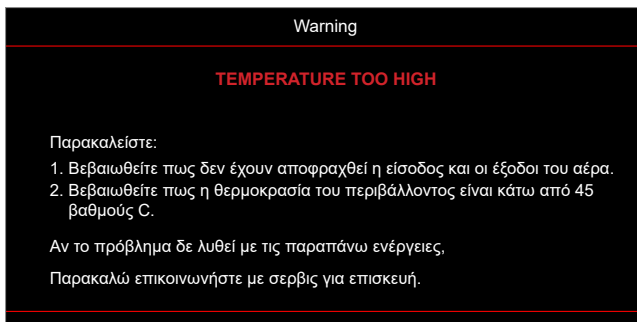 Warning
TEMPERATURE TOO HIGH
Παρακαλείστε:
1. Βεβαιωθείτε πως δεν έχουν αποφραχθεί η είσοδος και οι έξοδοι του αέρα.
2. Βεβαιωθείτε πως η θερμοκρασία του περιβάλλοντος είναι κάτω από 45
βαθμούς C.
Αν το πρόβλημα δε λυθεί με τις παραπάνω ενέργειες,
Παρακαλώ επικοινωνήστε με σερβις για επισκευή.